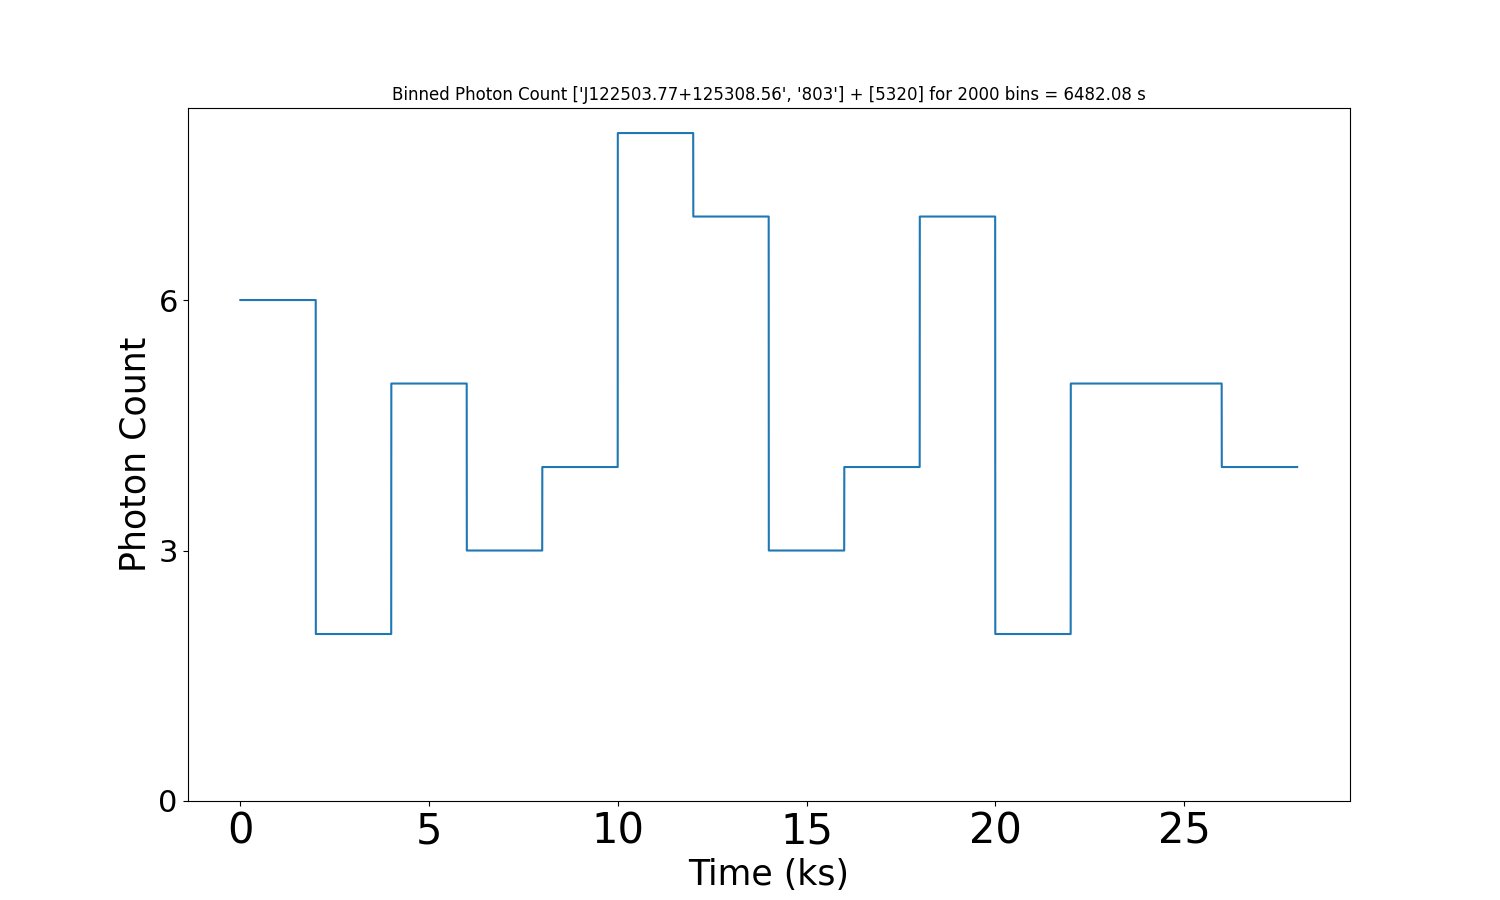 Binned Photon Count ['J122503.77+125308.56', '803'] + [5320] for 2000 bins = 6482.08 s
6
3
0
Photon Count
0 5 10 15 20 25
Time (ks)